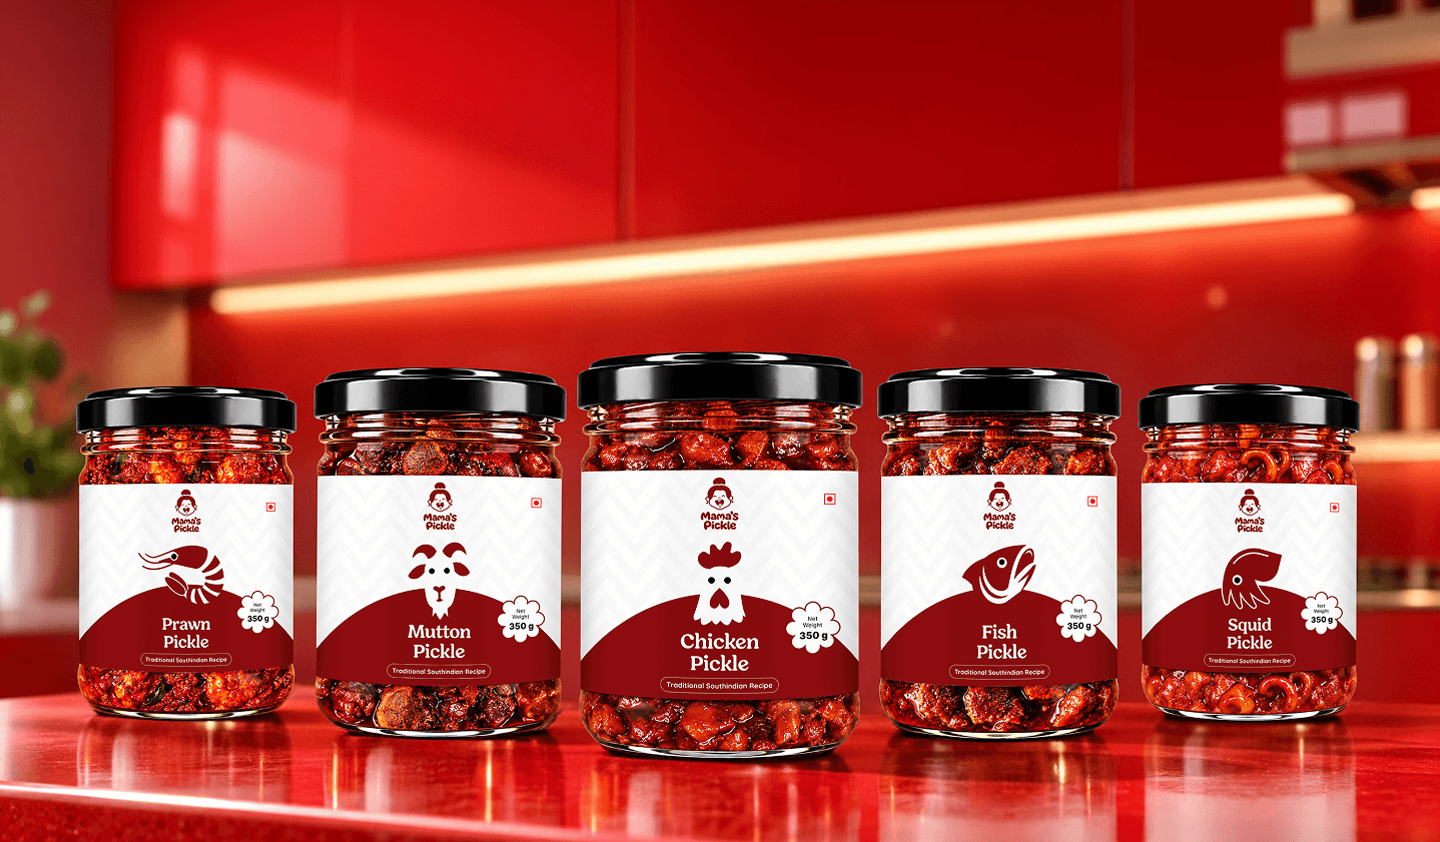 Mama's
Pickle
Prawn
Pickle
Net
Weight
350 g
Traditional Southindian Recipe
Mama's
Pickle
Mutton
Pickle
Net
Weight
350 g
Traditional Southindian Recipe
Mama's
Pickle
Chicken
Pickle
Net
Weight
350 g
Traditional Southindian Recipe
Mama's
Pickle
Fish
Pickle
Net
Weight
350 g
Traditional Southindian Recipe
Mama's
Pickle
Squid
Pickle
Net
Weight
350 g
Traditional Southindian Recipe